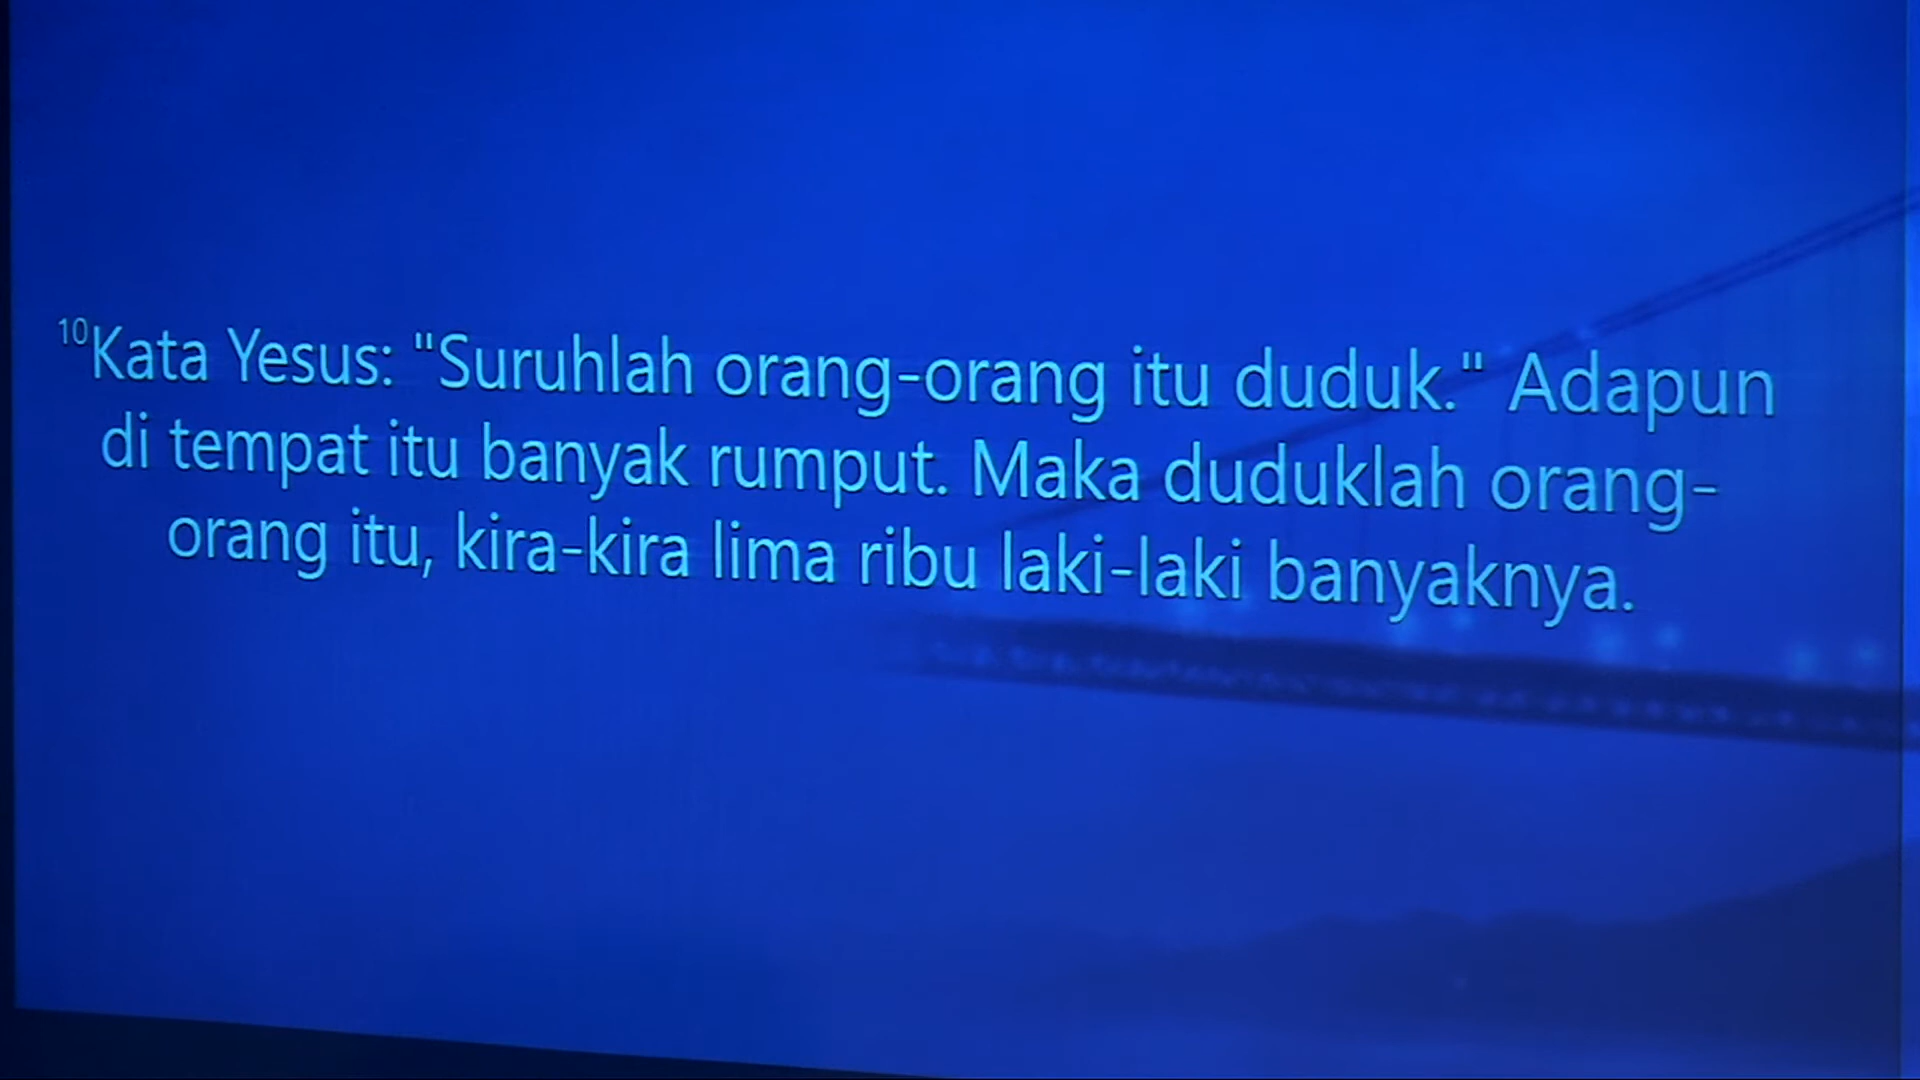 10Kata Yesus: "Suruhlah orang-orang itu duduk." Adapun
di tempat itu banyak rumput. Maka duduklah orang-
orang itu, kira-kira lima ribu laki-laki banyaknya.